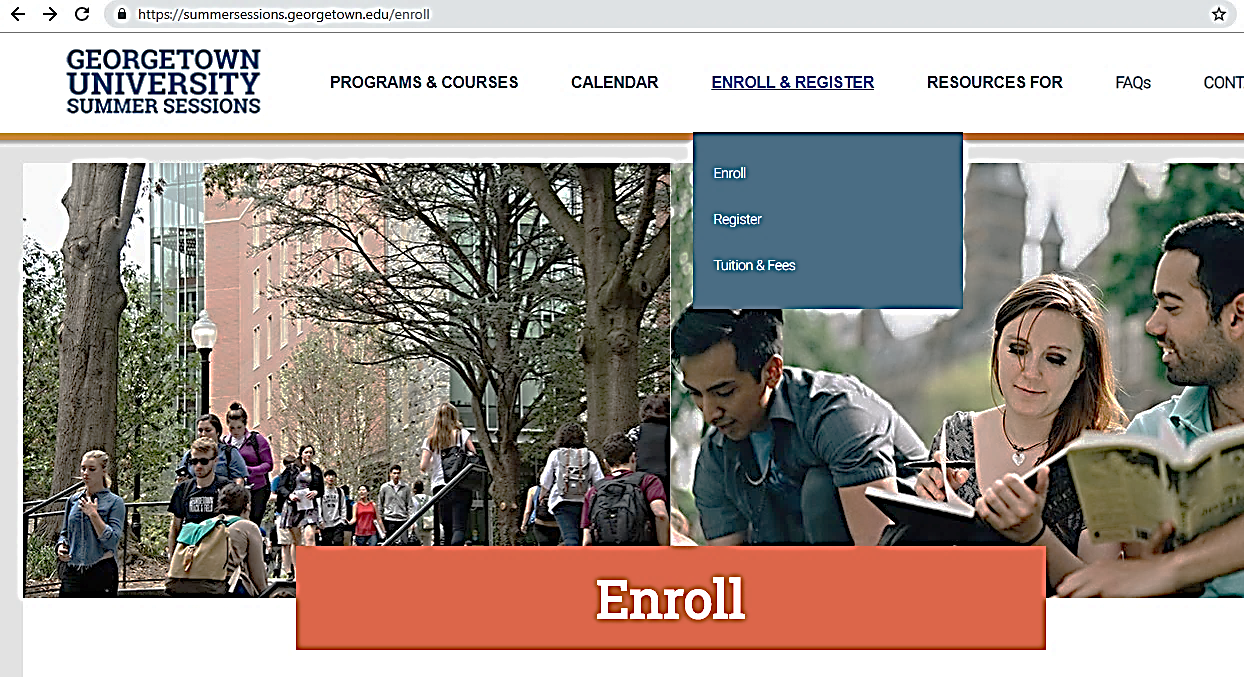 https://summersessions.georgetown.edu/enroll
GEORGETOWN
UNIVERSITY
SUMMER SESSIONS
PROGRAMS & COURSES CALENDAR ENROLL & REGISTER RESOURCES FOR FAQs CONT
Enroll
Register
Tuition & Fees
Enroll